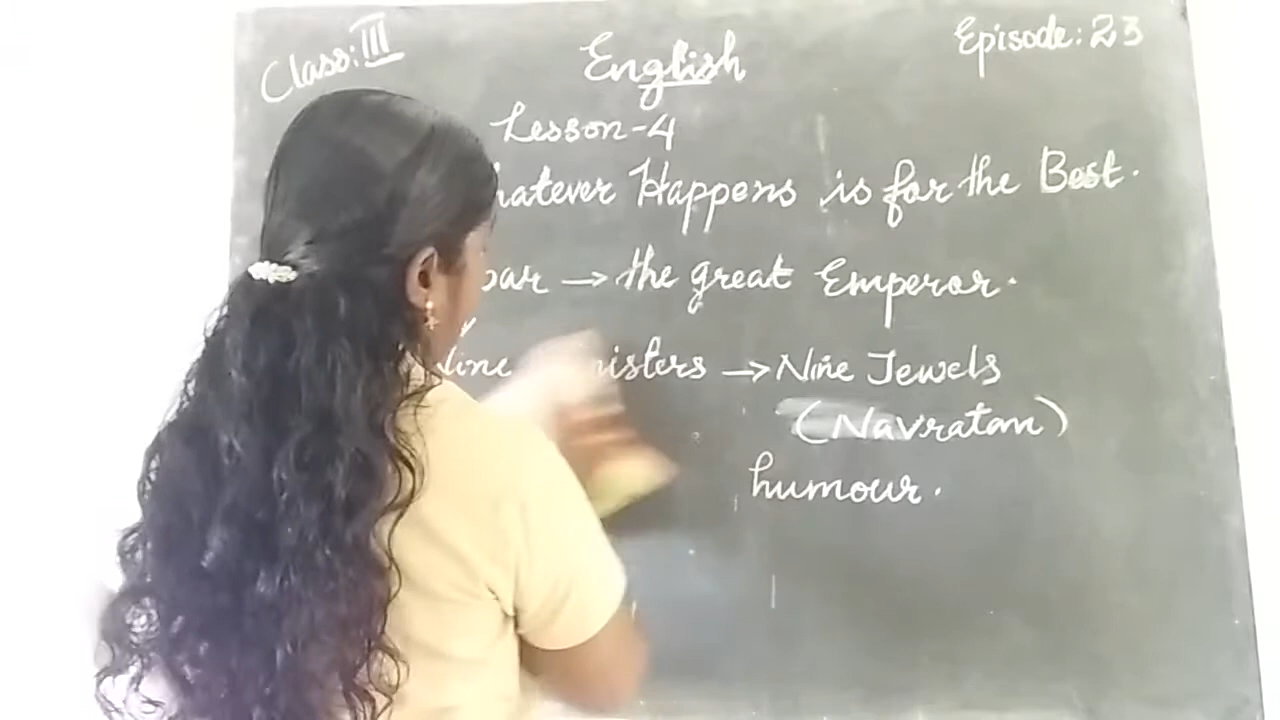 Class: III
English
Episode: 23
Lesson-4
hatever Happens is for the Best.
bar → the great Emperor.
Nine nisters → Nine Jewels
(Navratan)
humour.